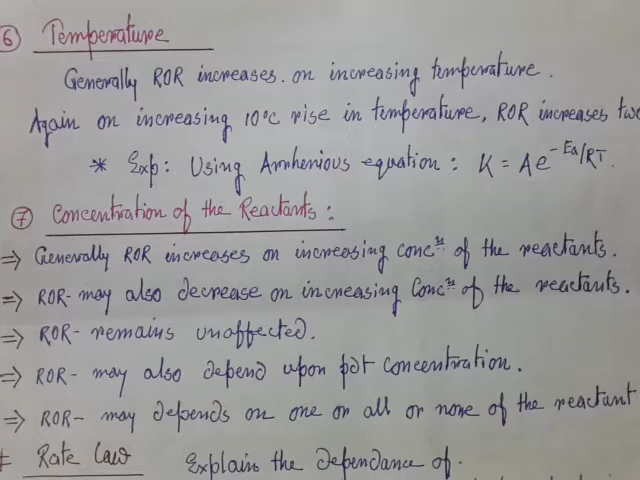 ⑥ Temperature
Generally ROR increases. on increasing temperature.
Again on increasing 10°c rise in temperature, ROR increases two
* Exp: Using Arrhenious equation: K = Ae^-Ea/RT.
⑦ Concentration of the Reactants:
⇒ Generally ROR increases on increasing concⁿ of the reactants.
⇒ ROR- may also decrease on increasing Concⁿ of the reactants.
⇒ ROR- remains unaffected.
⇒ ROR- may also depend upon pdt concentration.
⇒ ROR- may depends on one or all or none of the reactant
Rate law Explain the dependance of